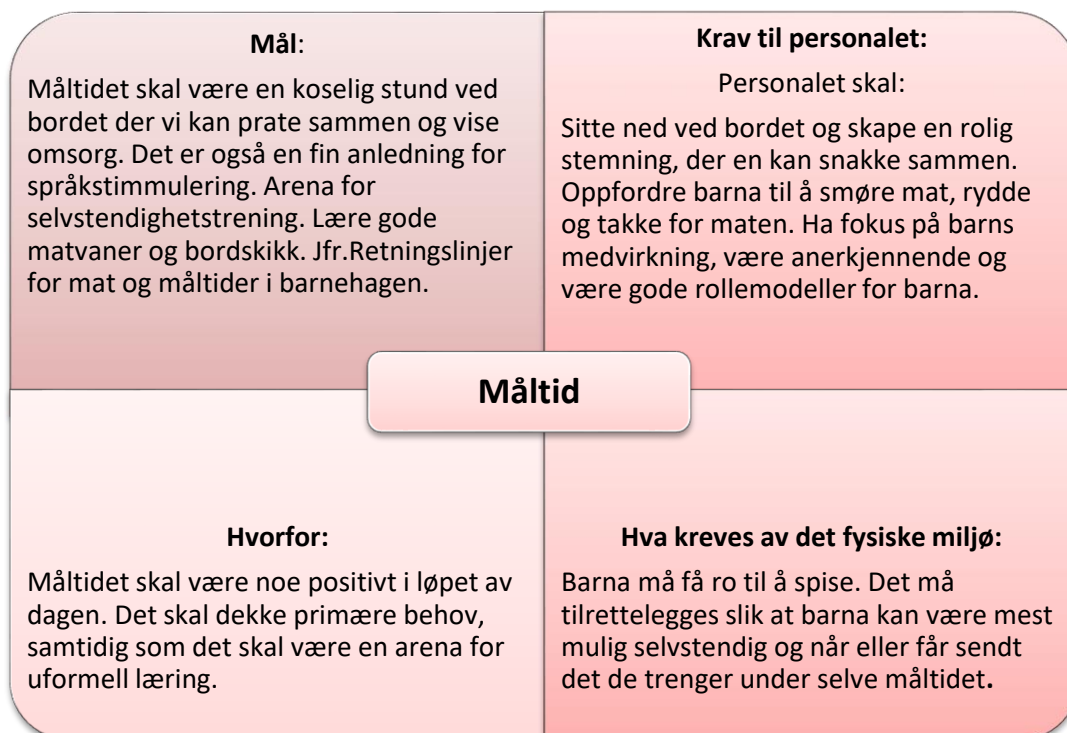 Mål:
Måltidet skal være en koselig stund ved
bordet der vi kan prate sammen og vise
omsorg. Det er også en fin anledning for
språkstimmulering. Arena for
selvstendighetstrening. Lære gode
matvaner og bordskikk. Jfr.Retningslinjer
for mat og måltider i barnehagen.
Krav til personalet:
Personalet skal:
Sitte ned ved bordet og skape en rolig
stemning, der en kan snakke sammen.
Oppfordre barna til å smøre mat, rydde
og takke for maten. Ha fokus på barns
medvirkning, være anerkjennende og
være gode rollemodeller for barna.
Måltid
Hvorfor:
Måltidet skal være noe positivt i løpet av
dagen. Det skal dekke primære behov,
samtidig som det skal være en arena for
uformell læring.
Hva kreves av det fysiske miljø:
Barna må få ro til å spise. Det må
tilrettelegges slik at barna kan være mest
mulig selvstendig og når eller får sendt
det de trenger under selve måltidet.